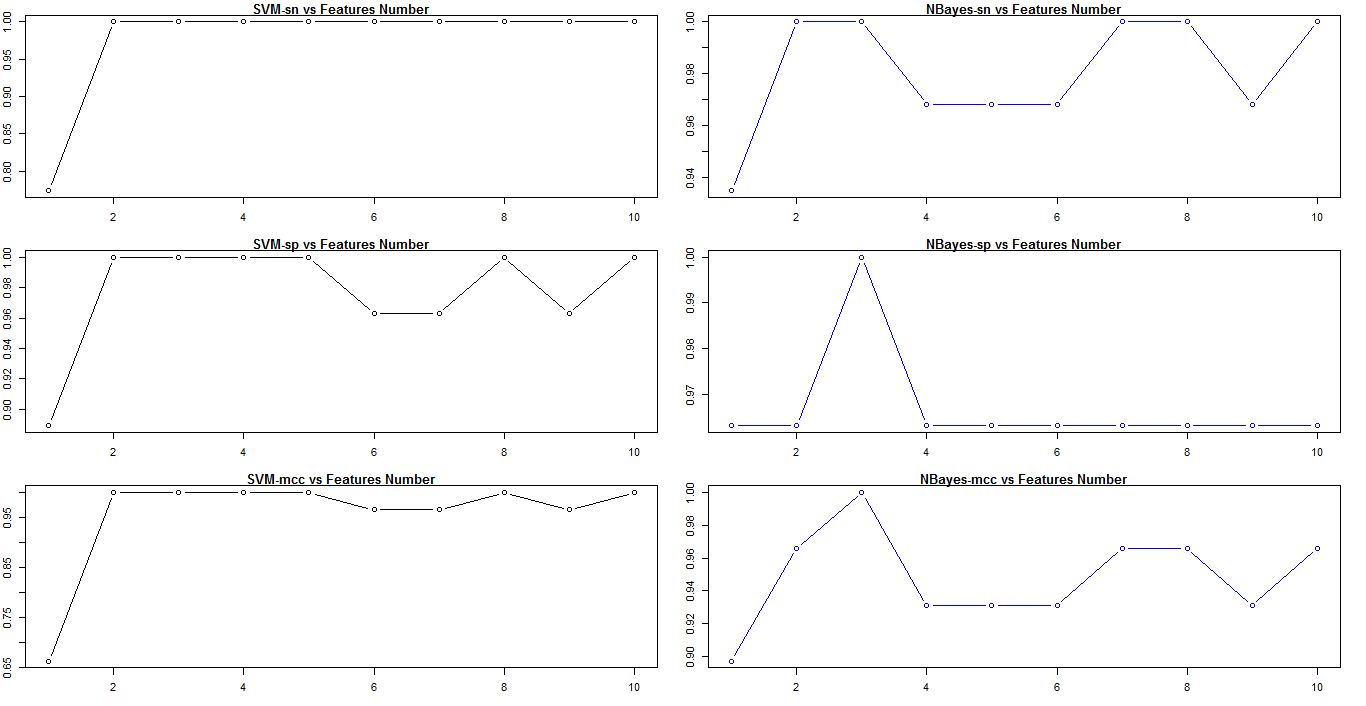 SVM-sn vs Features Number
1.00
0.95
0.90
0.85
0.80
2 4 6 8 10
NBayes-sn vs Features Number
1.00
0.98
0.96
0.94
2 4 6 8 10
SVM-sp vs Features Number
1.00
0.98
0.96
0.94
0.92
0.90
2 4 6 8 10
NBayes-sp vs Features Number
1.00
0.99
0.98
0.97
2 4 6 8 10
SVM-mcc vs Features Number
0.95
0.85
0.75
0.65
2 4 6 8 10
NBayes-mcc vs Features Number
1.00
0.98
0.96
0.94
0.92
0.90
2 4 6 8 10